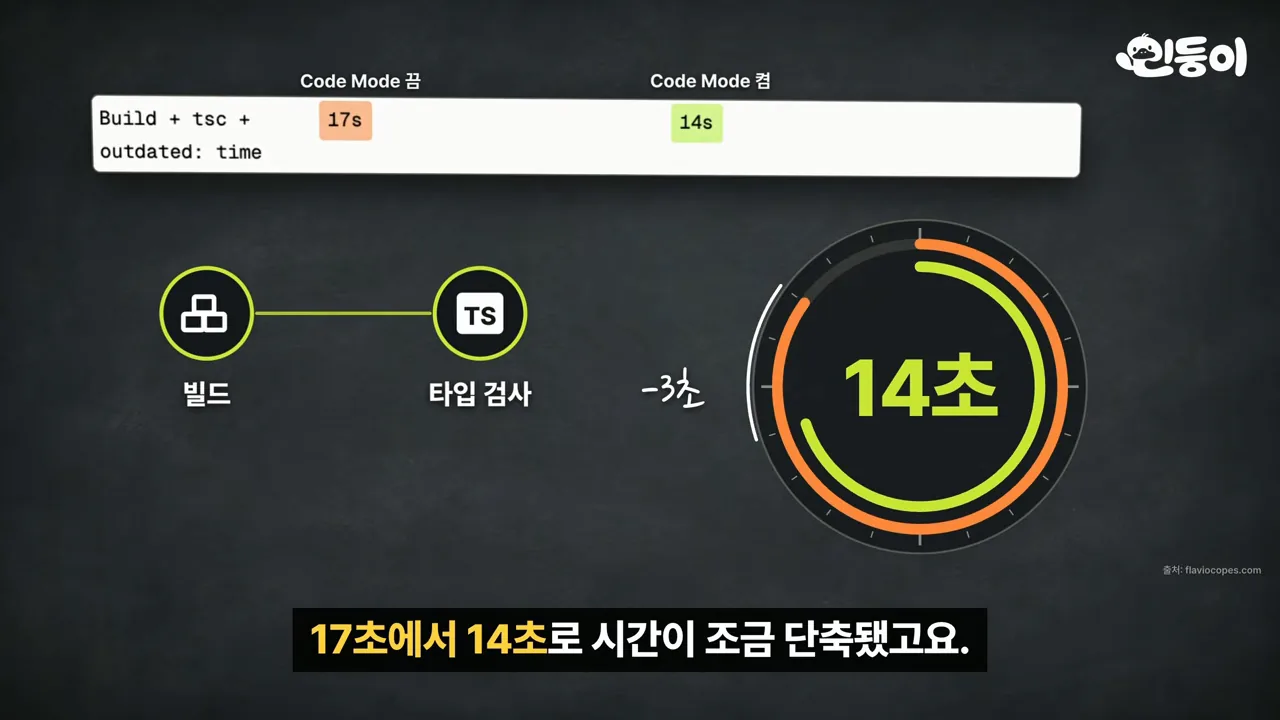 인둥이
Code Mode 끔
Code Mode 켬
Build + tsc +
outdated: time
17s
14s
TS
빌드
타입 검사
-3초
14초
출처: flaviocopes.com
17초에서 14초로 시간이 조금 단축됐고요.